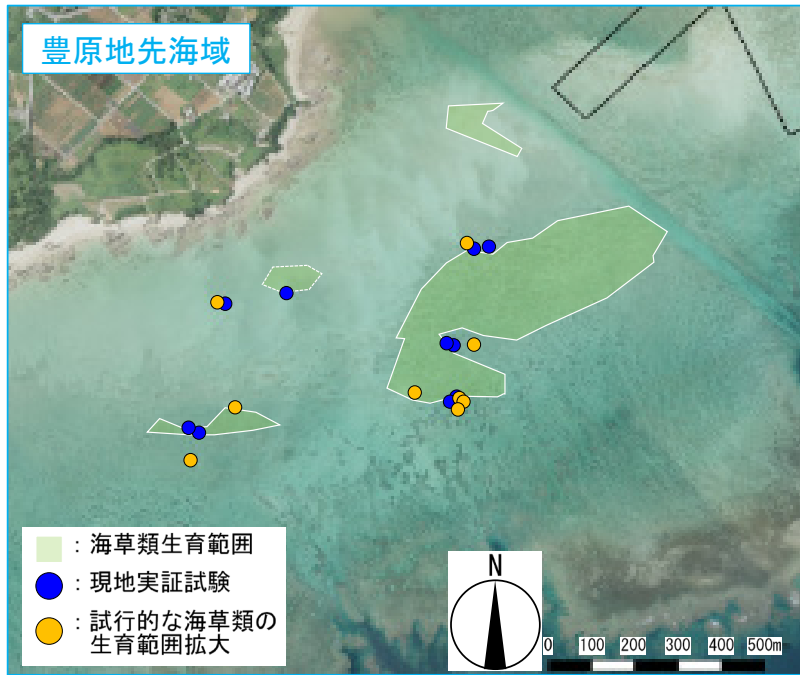 豊原地先海域
：海草類生育範囲
：現地実証試験
：試行的な海草類の
生育範囲拡大
N
0 100 200 300 400 500m